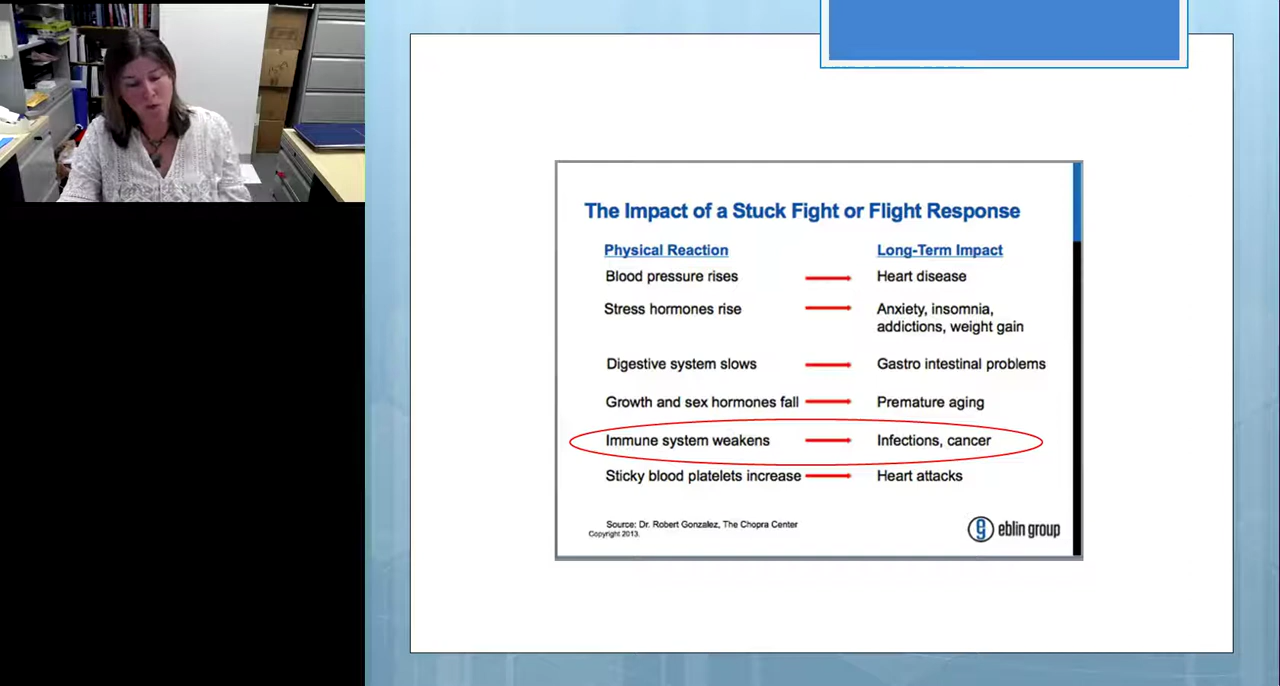 The Impact of a Stuck Fight or Flight Response
Physical Reaction Long-Term Impact
Blood pressure rises Heart disease
Stress hormones rise Anxiety, insomnia,
addictions, weight gain
Digestive system slows Gastro intestinal problems
Growth and sex hormones fall Premature aging
Immune system weakens Infections, cancer
Sticky blood platelets increase Heart attacks
Source: Dr. Robert Gonzalez, The Chopra Center
Copyright 2013.
eg eblin group